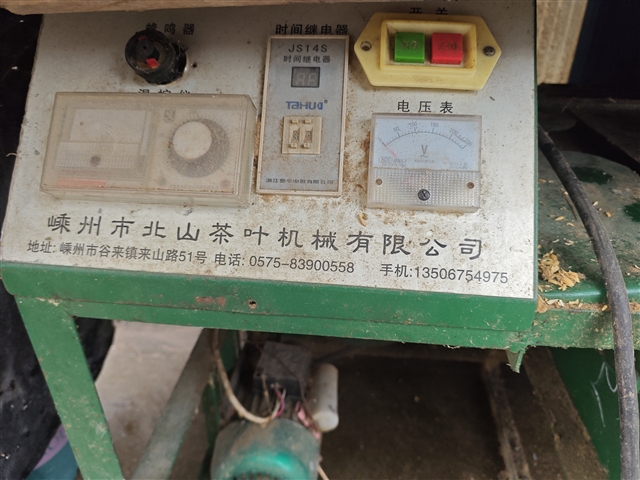 蜂鸣器
时间继电器
开关
JS14S
时间继电器
TAHUA
温控仪
电压表
V
嵊州市北山茶叶机械有限公司
地址: 嵊州市谷来镇来山路51号 电话: 0575-83900558 手机:13506754975